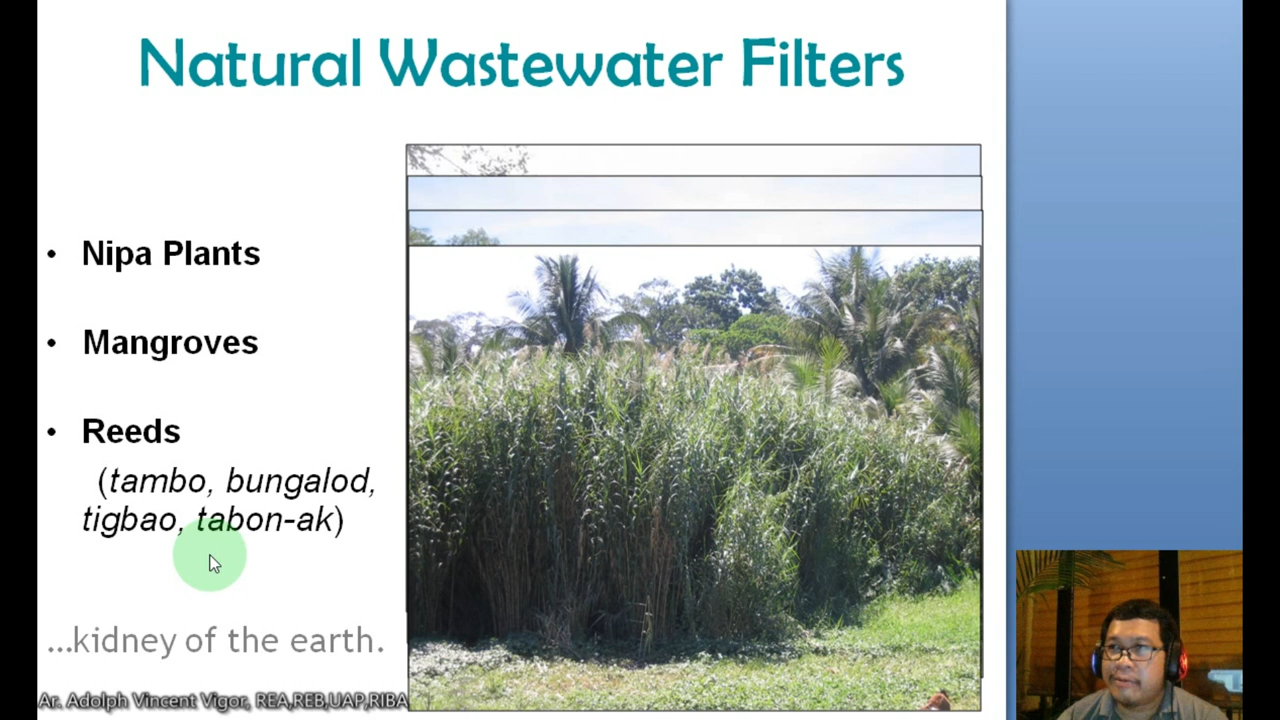 Natural Wastewater Filters
• Nipa Plants
• Mangroves
• Reeds
(tambo, bungalod,
tigbao, tabon-ak)
...kidney of the earth.
Ar. Adolph Vincent Vigor, REA,REB,UAP,RIBA